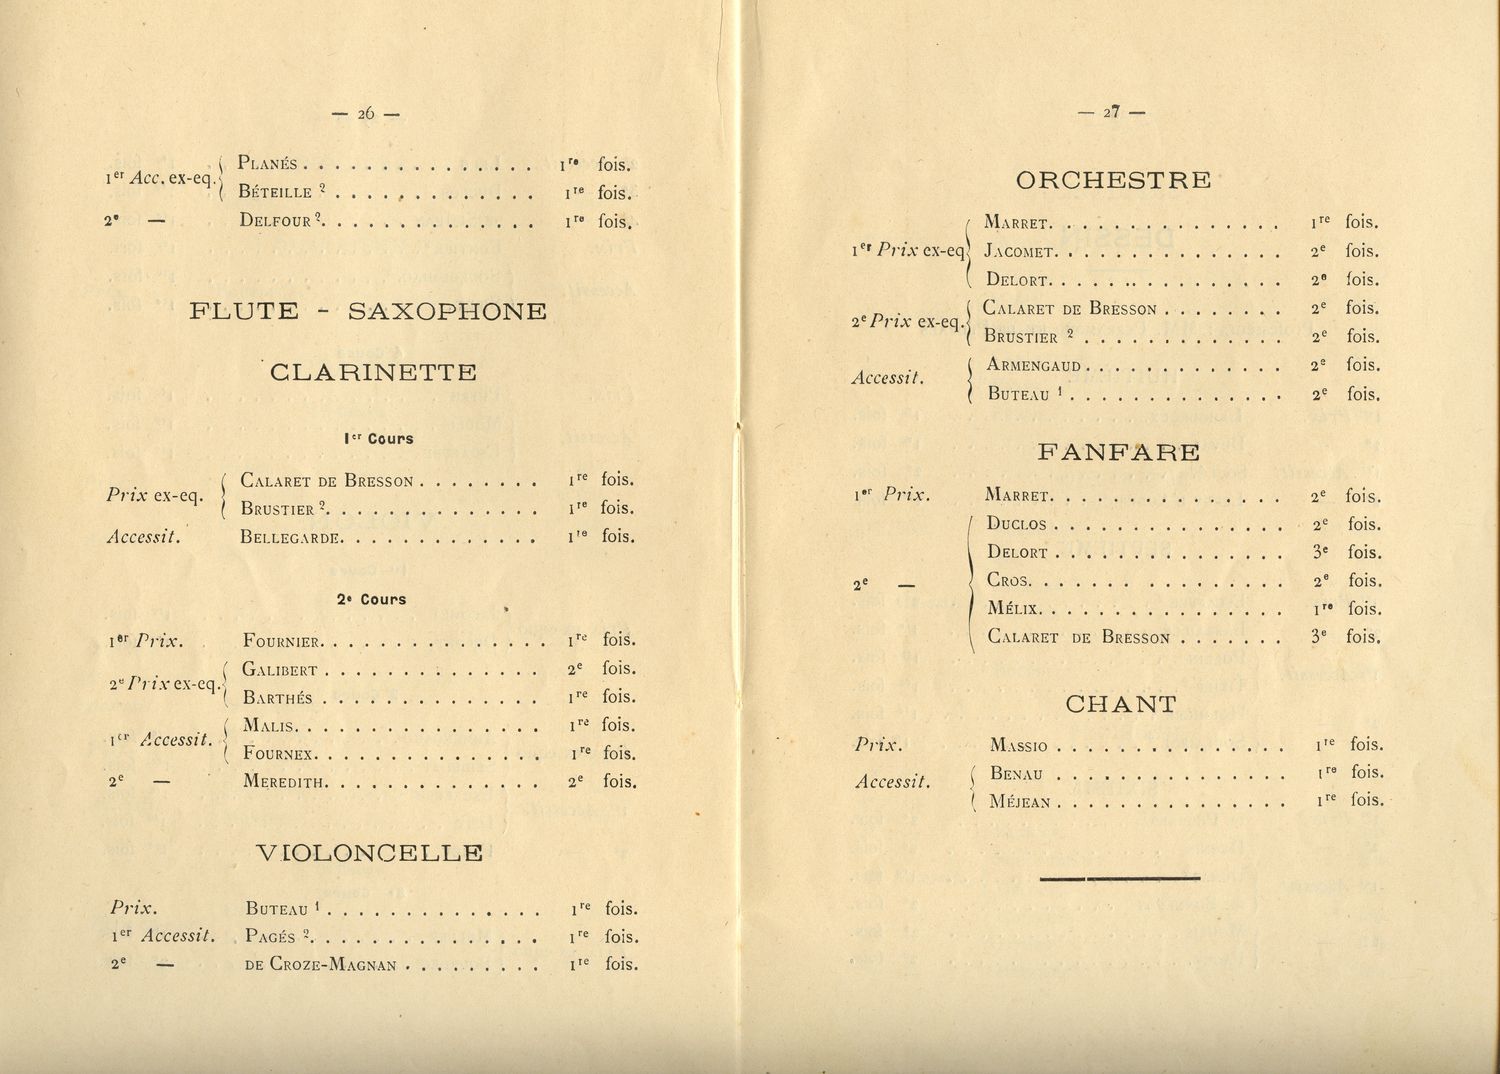 — 26 —
1er Acc. ex-eq. { PLANÉS . . . . . . . . . . . . . . . 1re fois.
BÉTEILLE 2 . . . . . . . . . . . . . 1re fois.
2e — DELFOUR 2. . . . . . . . . . . . . . 1re fois.
FLUTE - SAXOPHONE
CLARINETTE
1er Cours
Prix ex-eq. { CALARET DE BRESSON . . . . . . . . 1re fois.
BRUSTIER 2. . . . . . . . . . . . . . 1re fois.
Accessit. BELLEGARDE. . . . . . . . . . . . . 1re fois.
2e Cours
1er Prix. FOURNIER. . . . . . . . . . . . . . . 1re fois.
2e Prix ex-eq. { GALIBERT . . . . . . . . . . . . . . 2e fois.
BARTHÉS . . . . . . . . . . . . . . 1re fois.
1er Accessit. { MALIS. . . . . . . . . . . . . . . . 1re fois.
FOURNEX. . . . . . . . . . . . . . . 1re fois.
2e — MEREDITH. . . . . . . . . . . . . . 2e fois.
VIOLONCELLE
Prix. BUTEAU 1 . . . . . . . . . . . . . . 1re fois.
1er Accessit. PAGÉS 2. . . . . . . . . . . . . . . 1re fois.
2e — DE CROZE-MAGNAN . . . . . . . . . 1re fois.
— 27 —
ORCHESTRE
1er Prix ex-eq { MARRET. . . . . . . . . . . . . . . 1re fois.
JACOMET. . . . . . . . . . . . . . . 2e fois.
DELORT. . . . . . . . . . . . . . . 2e fois.
2e Prix ex-eq. { CALARET DE BRESSON . . . . . . . . 2e fois.
BRUSTIER 2 . . . . . . . . . . . . . 2e fois.
Accessit. { ARMENGAUD . . . . . . . . . . . . . 2e fois.
BUTEAU 1 . . . . . . . . . . . . . . 2e fois.
FANFARE
1er Prix. MARRET. . . . . . . . . . . . . . . 2e fois.
2e — { DUCLOS . . . . . . . . . . . . . . . 2e fois.
DELORT . . . . . . . . . . . . . . . 3e fois.
CROS. . . . . . . . . . . . . . . . 2e fois.
MÉLIX. . . . . . . . . . . . . . . . 1re fois.
CALARET DE BRESSON . . . . . . . 3e fois.
CHANT
Prix. MASSIO . . . . . . . . . . . . . . . 1re fois.
Accessit. { BENAU . . . . . . . . . . . . . . . 1re fois.
MÉJEAN . . . . . . . . . . . . . . . 1re fois.